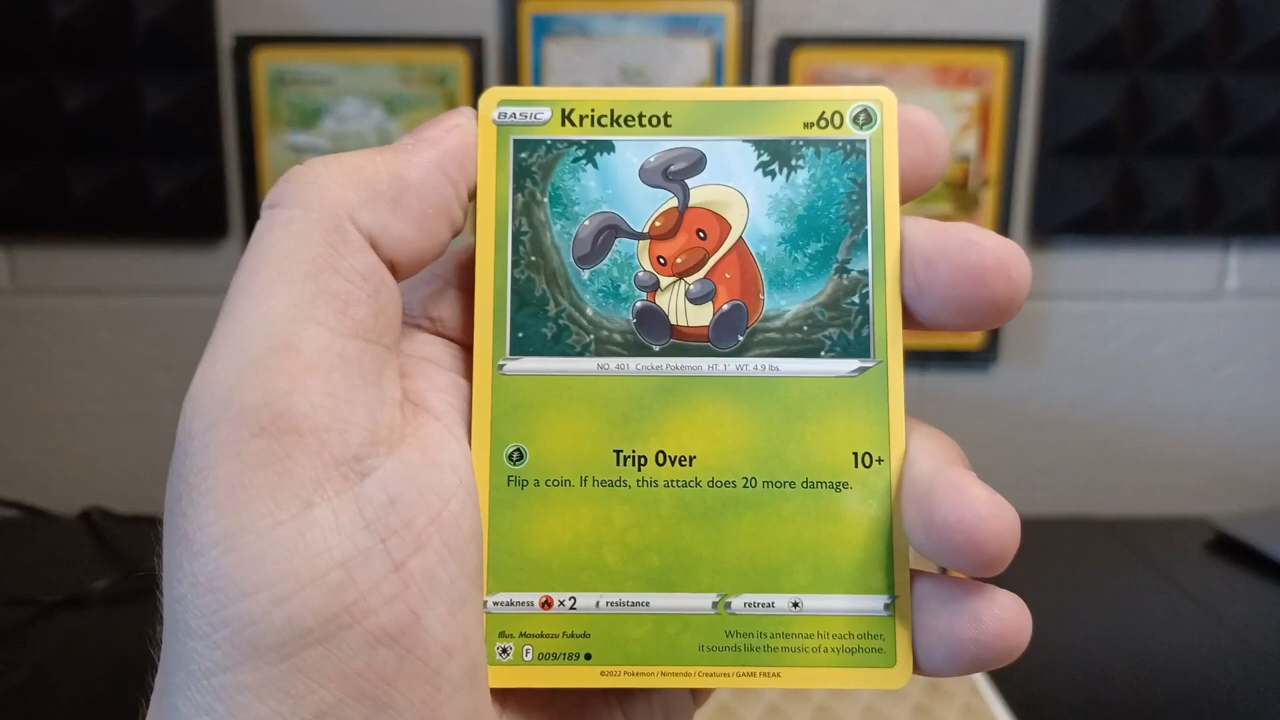 BASIC Kricketot HP60
NO. 401 Cricket Pokémon HT. 1' WT. 4.9 lbs.
Trip Over 10+
Flip a coin. If heads, this attack does 20 more damage.
weakness ×2 resistance retreat
Illus. Masakazu Fukuda
When its antennae hit each other,
it sounds like the music of a xylophone.
F 009/189
©2022 Pokémon / Nintendo / Creatures / GAME FREAK